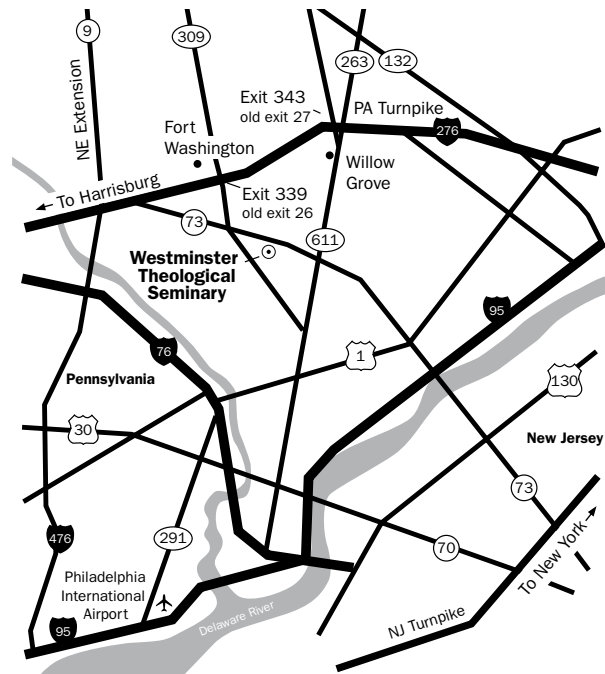 9
309
263
132
NE Extension
Exit 343
old exit 27
PA Turnpike
276
Fort
Washington
Willow
Grove
To Harrisburg
Exit 339
old exit 26
73
611
Westminster
Theological
Seminary
95
76
1
Pennsylvania
130
30
New Jersey
73
476
291
70
To New York
Philadelphia
International
Airport
95
Delaware River
NJ Turnpike